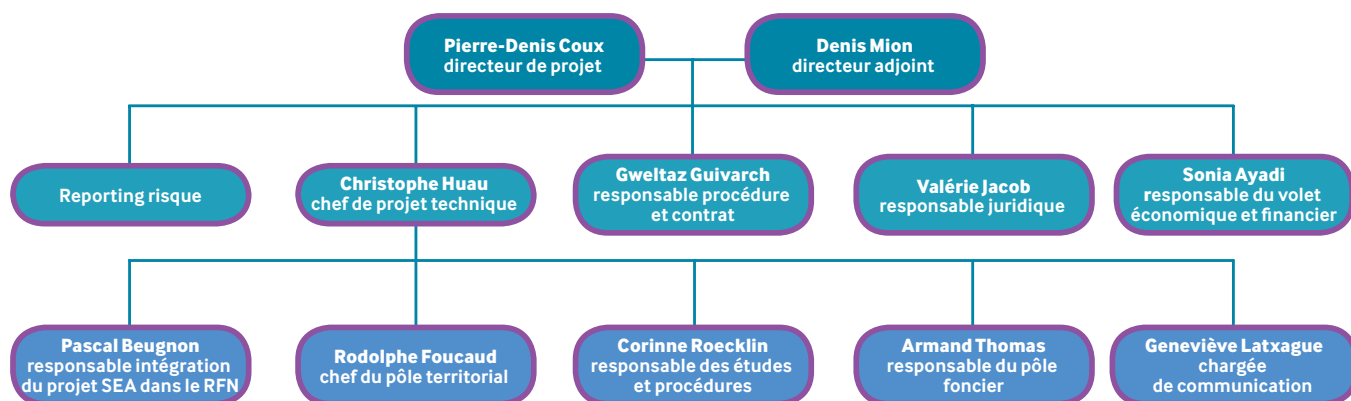 Pierre-Denis Coux
directeur de projet
Denis Mion
directeur adjoint
Reporting risque
Christophe Huau
chef de projet technique
Gweltaz Guivarch
responsable procédure
et contrat
Valérie Jacob
responsable juridique
Sonia Ayadi
responsable du volet
économique et financier
Pascal Beugnon
responsable intégration
du projet SEA dans le RFN
Rodolphe Foucaud
chef du pôle territorial
Corinne Roecklin
responsable des études
et procédures
Armand Thomas
responsable du pôle
foncier
Geneviève Latxague
chargée
de communication